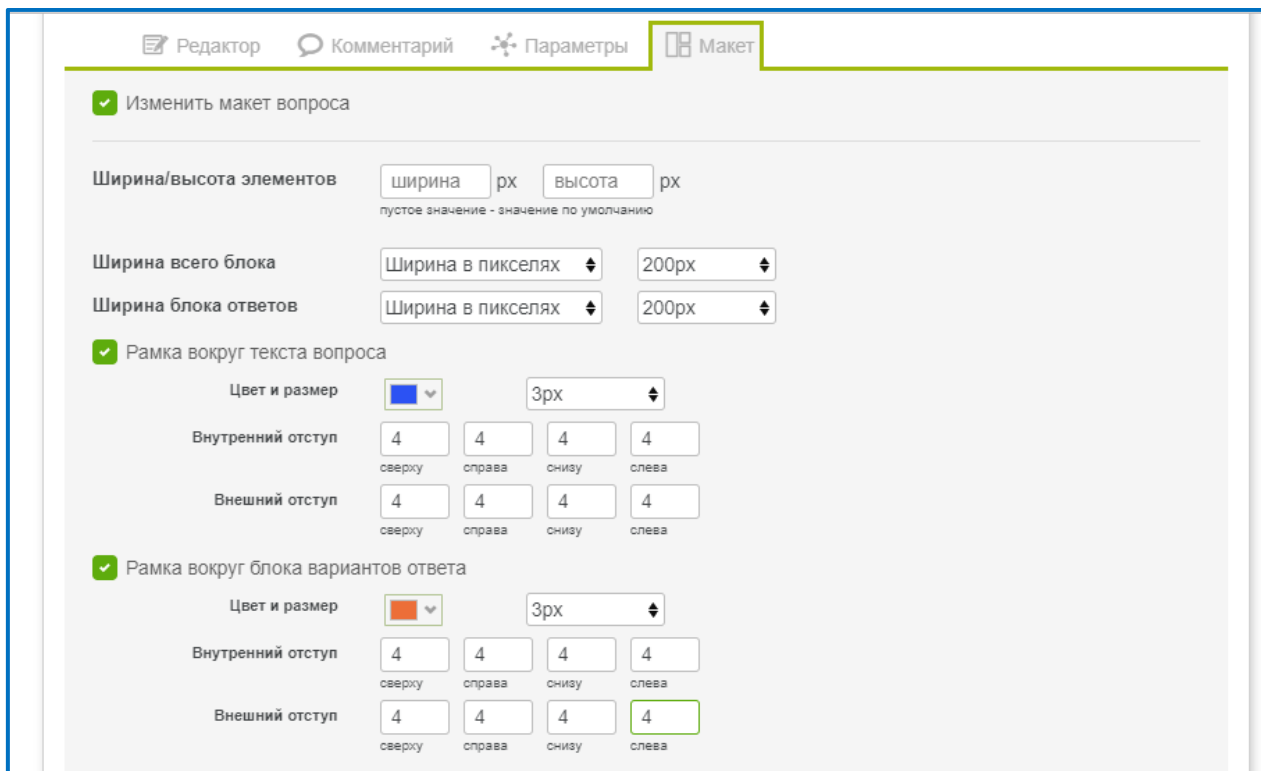 Редактор Комментарий Параметры Макет
Изменить макет вопроса
Ширина/высота элементов ширина px высота px
пустое значение - значение по умолчанию
Ширина всего блока Ширина в пикселях 200px
Ширина блока ответов Ширина в пикселях 200px
Рамка вокруг текста вопроса
Цвет и размер 3px
Внутренний отступ 4 4 4 4
сверху справа снизу слева
Внешний отступ 4 4 4 4
сверху справа снизу слева
Рамка вокруг блока вариантов ответа
Цвет и размер 3px
Внутренний отступ 4 4 4 4
сверху справа снизу слева
Внешний отступ 4 4 4 4
сверху справа снизу слева